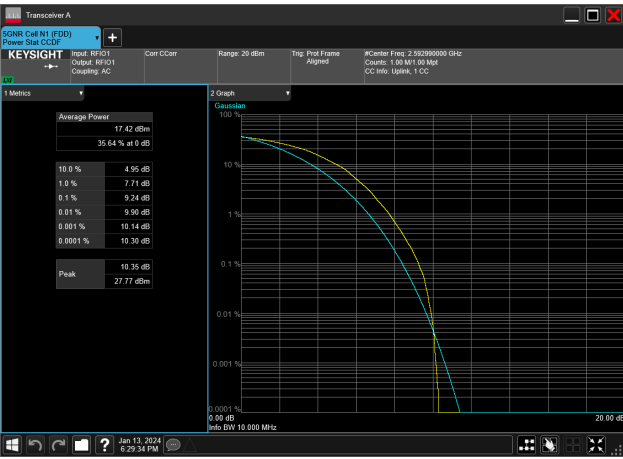 Transceiver A
5GNR Cell N1 (FDD)
Power Stat CCDF
KEYSIGHT
Input: RFIO1
Output: RFIO1
Coupling: AC
Corr CCorr
Range: 20 dBm
Trig: Prot Frame
Aligned
#Center Freq: 2.592990000 GHz
Counts: 1.00 M/1.00 Mpt
CC Info: Uplink, 1 CC
1 Metrics
Average Power
17.42 dBm
35.64 % at 0 dB
10.0 % 4.95 dB
1.0 % 7.71 dB
0.1 % 9.24 dB
0.01 % 9.90 dB
0.001 % 10.14 dB
0.0001 % 10.30 dB
Peak
10.35 dB
27.77 dBm
2 Graph
Gaussian
100 %
10 %
1 %
0.1 %
0.01 %
0.001 %
0.0001 %
0.00 dB
20.00 dB
Info BW 10.000 MHz
Jan 13, 2024
6:29:34 PM